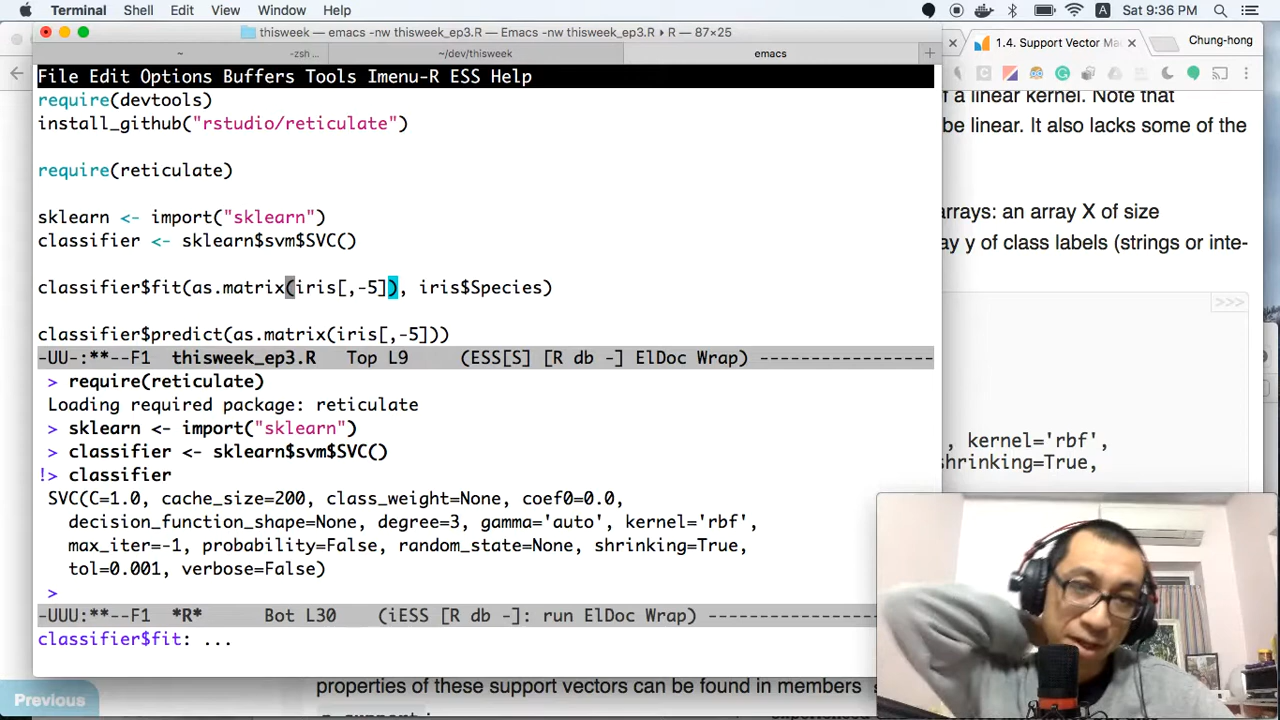 Terminal Shell Edit View Window Help Sat 9:36 PM
thisweek — emacs -nw thisweek_ep3.R — Emacs -nw thisweek_ep3.R ▸ R — 87×25
~ -zsh ... ~/dev/thisweek emacs
1.4. Support Vector Ma
Chung-hong
File Edit Options Buffers Tools Imenu-R ESS Help
require(devtools)
install_github("rstudio/reticulate")
require(reticulate)
sklearn <- import("sklearn")
classifier <- sklearn$svm$SVC()
classifier$fit(as.matrix(iris[,-5]), iris$Species)
classifier$predict(as.matrix(iris[,-5]))
-UU-:**--F1 thisweek_ep3.R Top L9 (ESS[S] [R db -] ElDoc Wrap) -----------------
> require(reticulate)
Loading required package: reticulate
> sklearn <- import("sklearn")
> classifier <- sklearn$svm$SVC()
!> classifier
SVC(C=1.0, cache_size=200, class_weight=None, coef0=0.0,
decision_function_shape=None, degree=3, gamma='auto', kernel='rbf',
max_iter=-1, probability=False, random_state=None, shrinking=True,
tol=0.001, verbose=False)
>
-UUU:**--F1 *R* Bot L30 (iESS [R db -]: run ElDoc Wrap) ------------------
classifier$fit: ...
f a linear kernel. Note that
be linear. It also lacks some of the
arrays: an array X of size
ay y of class labels (strings or inte-
>>>
, kernel='rbf',
shrinking=True,
Previous
properties of these support vectors can be found in members